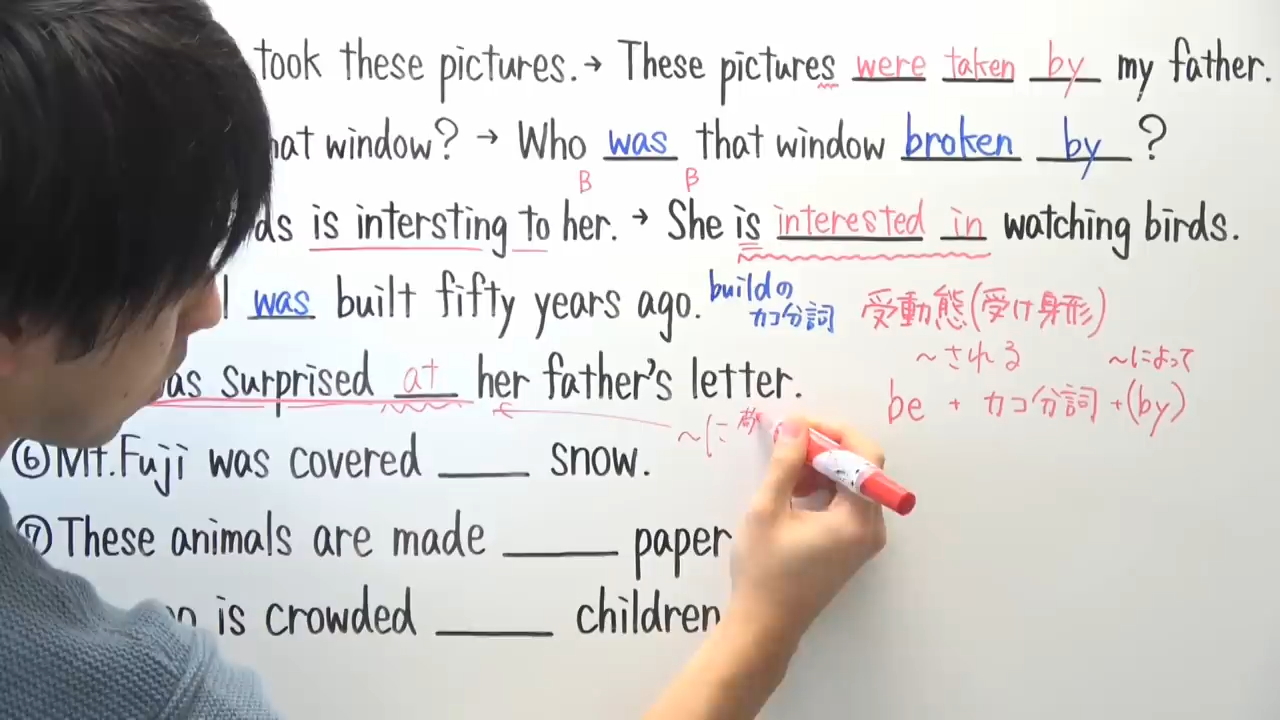 took these pictures. → These pictures were taken by my father.
hat window? → Who was that window broken by ?
B B
ds is intersting to her. → She is interested in watching birds.
was built fifty years ago. buildの
カコ分詞
受動態(受け身形)
~される ~によって
be + カコ分詞 +(by)
as surprised at her father's letter.
~に
⑥Mt.Fuji was covered ____ snow.
⑦These animals are made ____ paper
is crowded ____ children